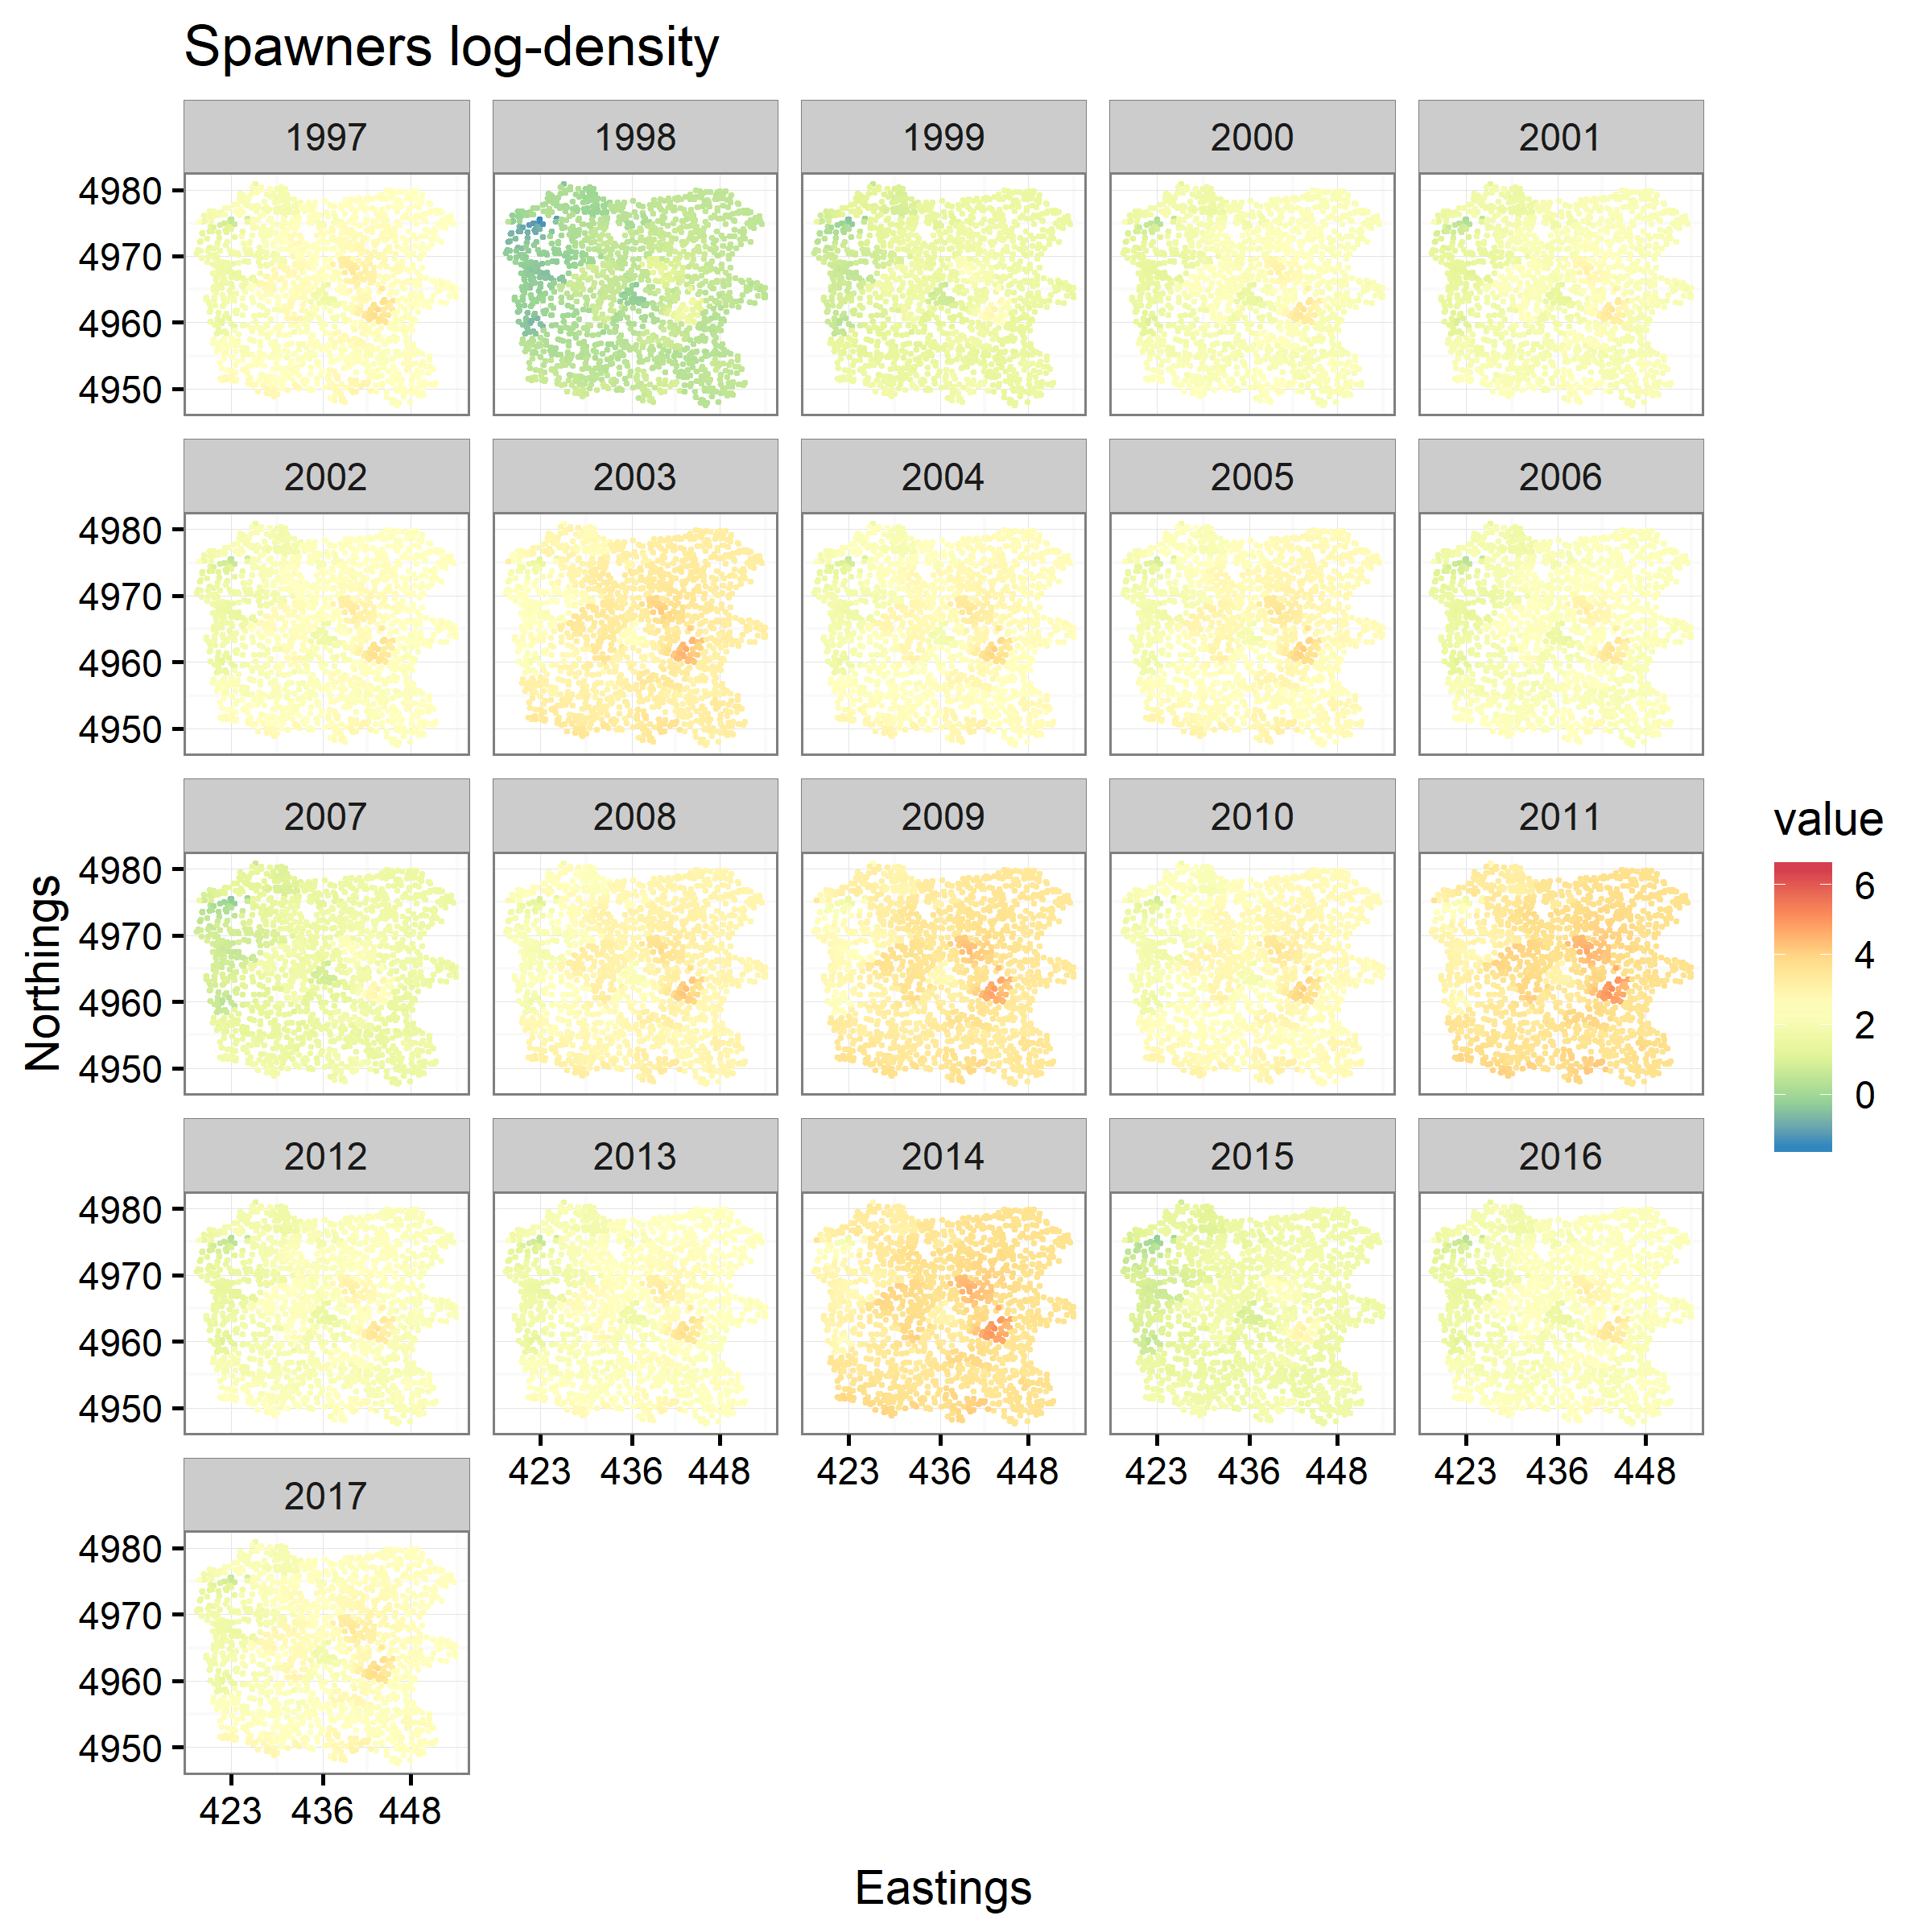 Spawners log-density
1997 1998 1999 2000 2001
4980
4970
4960
4950
2002 2003 2004 2005 2006
4980
4970
4960
4950
2007 2008 2009 2010 2011
4980
4970
4960
4950
Northings
value
6
4
2
0
2012 2013 2014 2015 2016
4980
4970
4960
4950
423 436 448 423 436 448 423 436 448 423 436 448
2017
4980
4970
4960
4950
423 436 448
Eastings